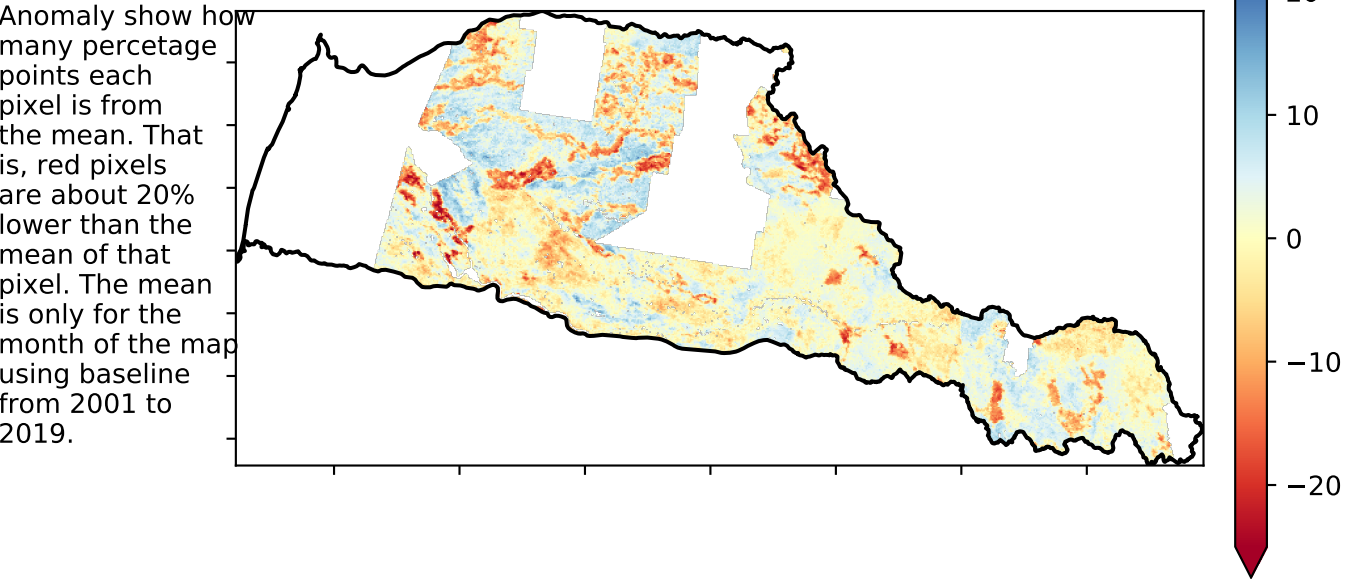 Anomaly show how
many percetage
points each
pixel is from
the mean. That
is, red pixels
are about 20%
lower than the
mean of that
pixel. The mean
is only for the
month of the map
using baseline
from 2001 to
2019.
10
0
−10
−20